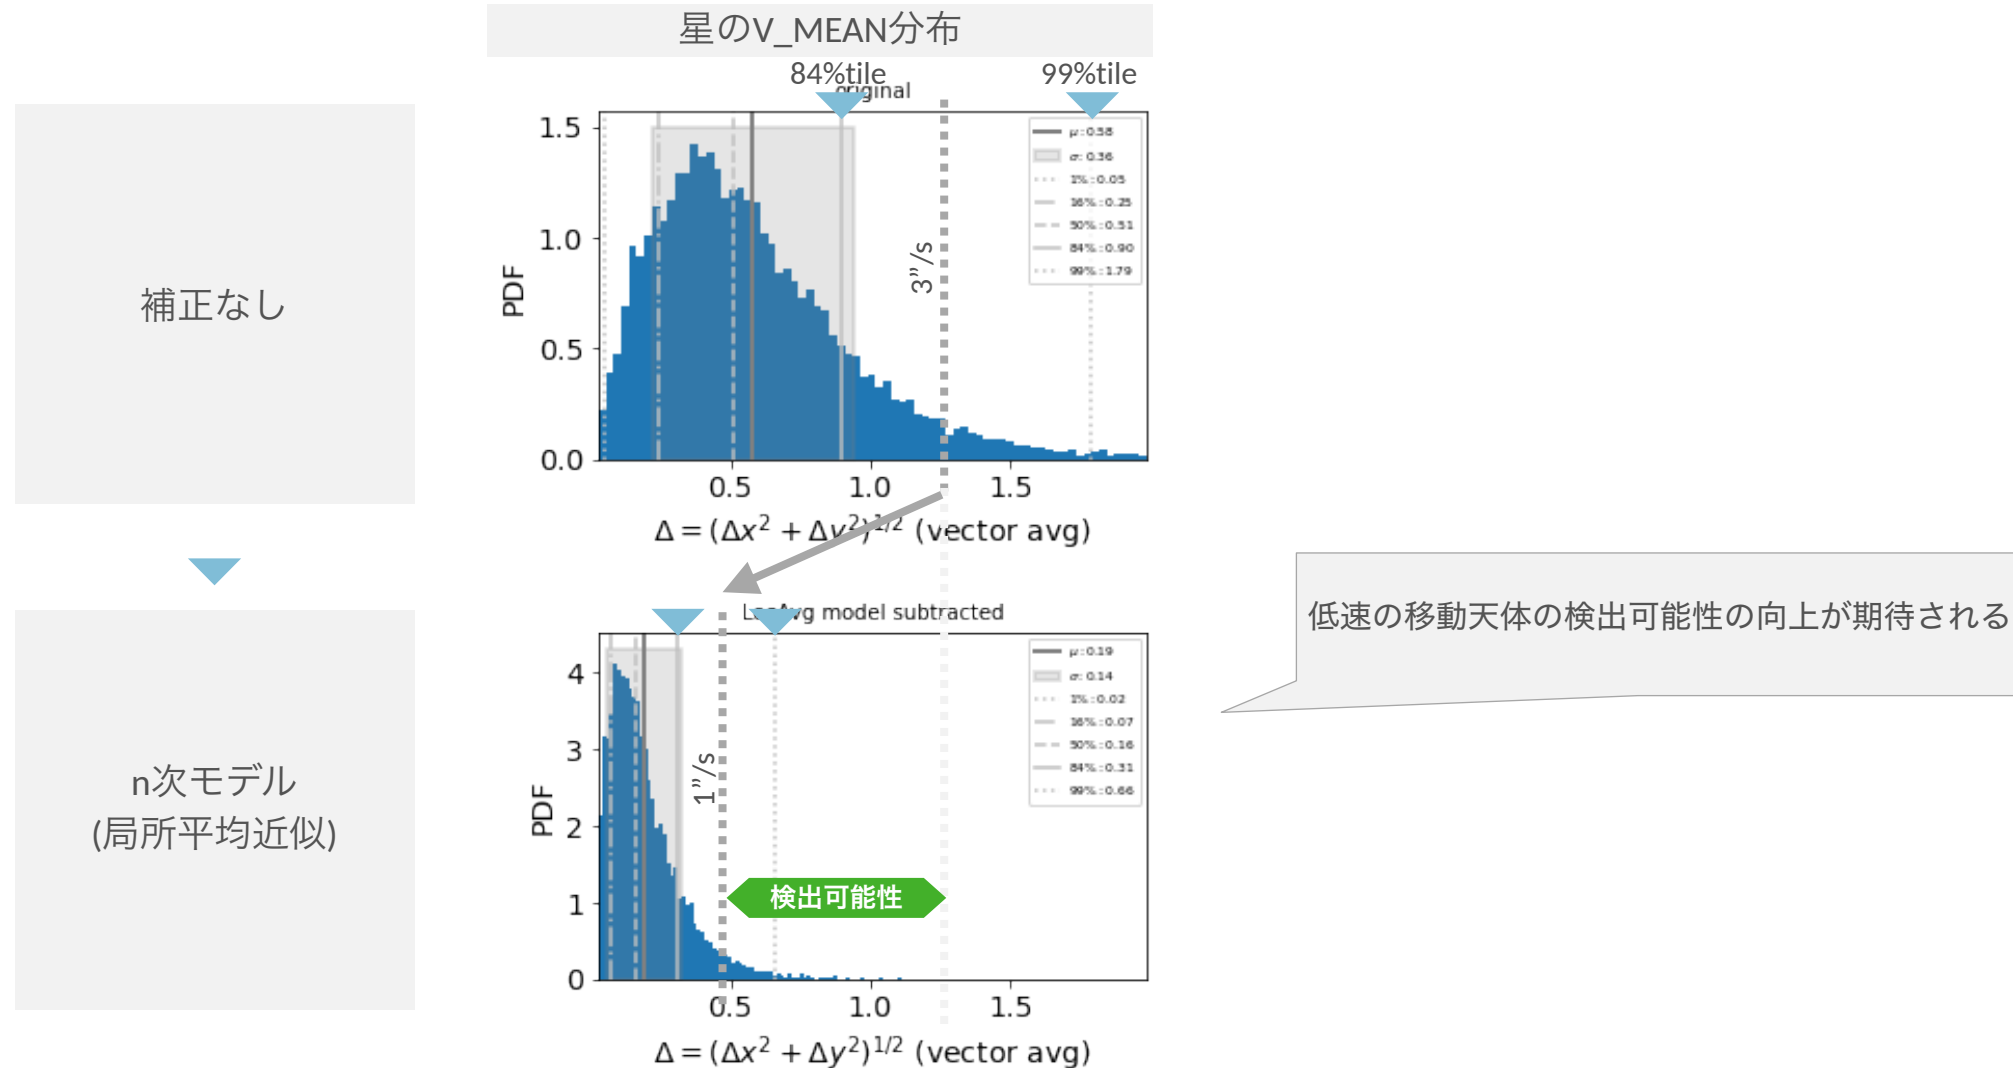 星のV_MEAN分布
84%tile
99%tile
original
補正なし
1.5
1.0
0.5
0.0
PDF
3”/s
μ : 0.58
σ: 0.36
1% : 0.05
16% : 0.25
50% : 0.51
84% : 0.90
99% : 1.79
0.5
1.0
1.5
Δ = (Δx² + Δy²)^1/2 (vector avg)
LocAvg model subtracted
低速の移動天体の検出可能性の向上が期待される
n次モデル
(局所平均近似)
4
3
2
1
0
PDF
1”/s
μ : 0.19
σ: 0.14
1% : 0.02
16% : 0.07
50% : 0.16
84% : 0.31
99% : 0.66
検出可能性
0.5
1.0
1.5
Δ = (Δx² + Δy²)^1/2 (vector avg)